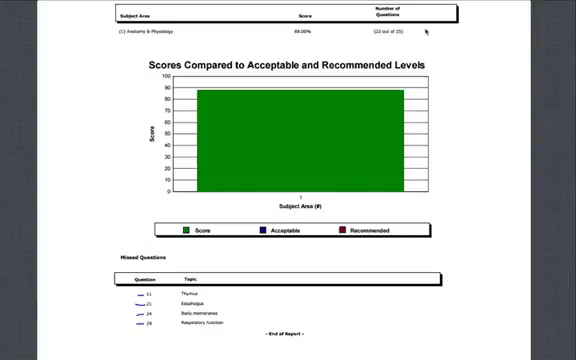 Subject Area Score Number of Questions
(1) Anatomy & Physiology 88.00% (22 out of 25)
Scores Compared to Acceptable and Recommended Levels
100
90
80
70
60
50
40
30
20
10
0
Score
1
Subject Area (#)
Score Acceptable Recommended
Missed Questions
Question Topic
11 Thymus
21 Esophagus
24 Body membranes
29 Respiratory function
- End of Report -